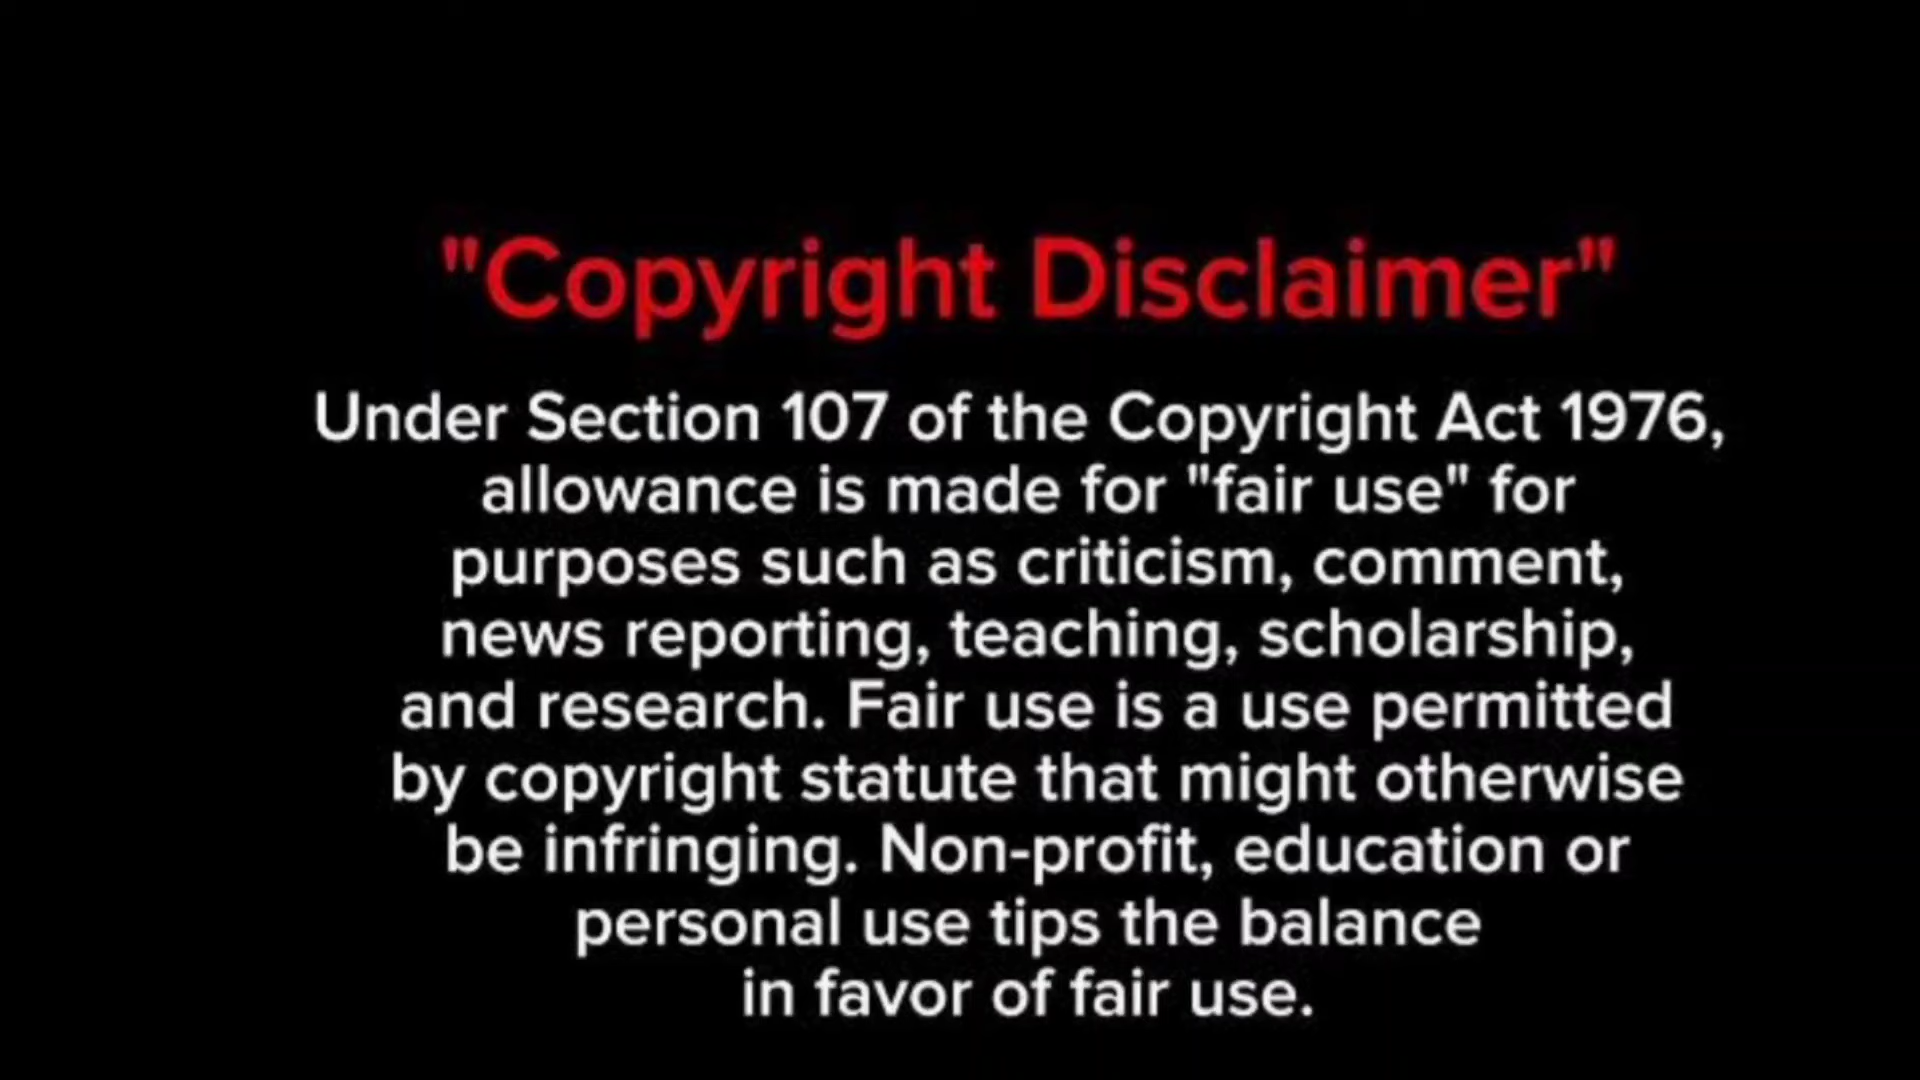 "Copyright Disclaimer"
Under Section 107 of the Copyright Act 1976,
allowance is made for "fair use" for
purposes such as criticism, comment,
news reporting, teaching, scholarship,
and research. Fair use is a use permitted
by copyright statute that might otherwise
be infringing. Non-profit, education or
personal use tips the balance
in favor of fair use.